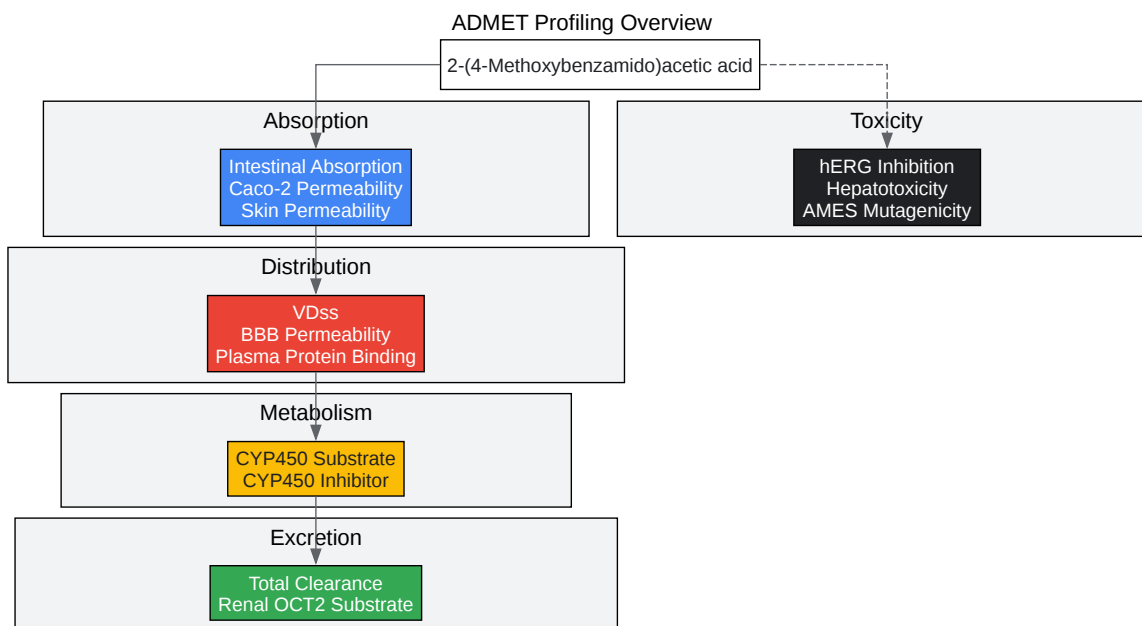 ADMET Profiling Overview
2-(4-Methoxybenzamido)acetic acid
Absorption
Intestinal Absorption
Caco-2 Permeability
Skin Permeability
Toxicity
hERG Inhibition
Hepatotoxicity
AMES Mutagenicity
Distribution
VDss
BBB Permeability
Plasma Protein Binding
Metabolism
CYP450 Substrate
CYP450 Inhibitor
Excretion
Total Clearance
Renal OCT2 Substrate